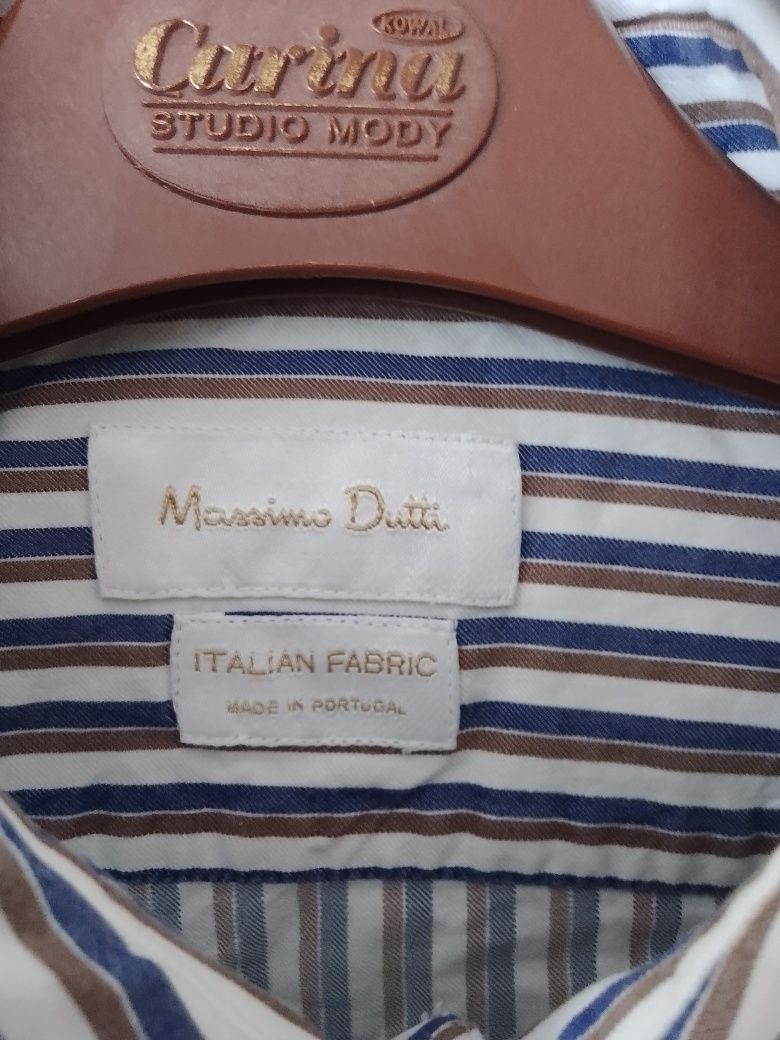 KOWAL
Carina
STUDIO MODY
Massimo Dutti
ITALIAN FABRIC
MADE IN PORTUGAL